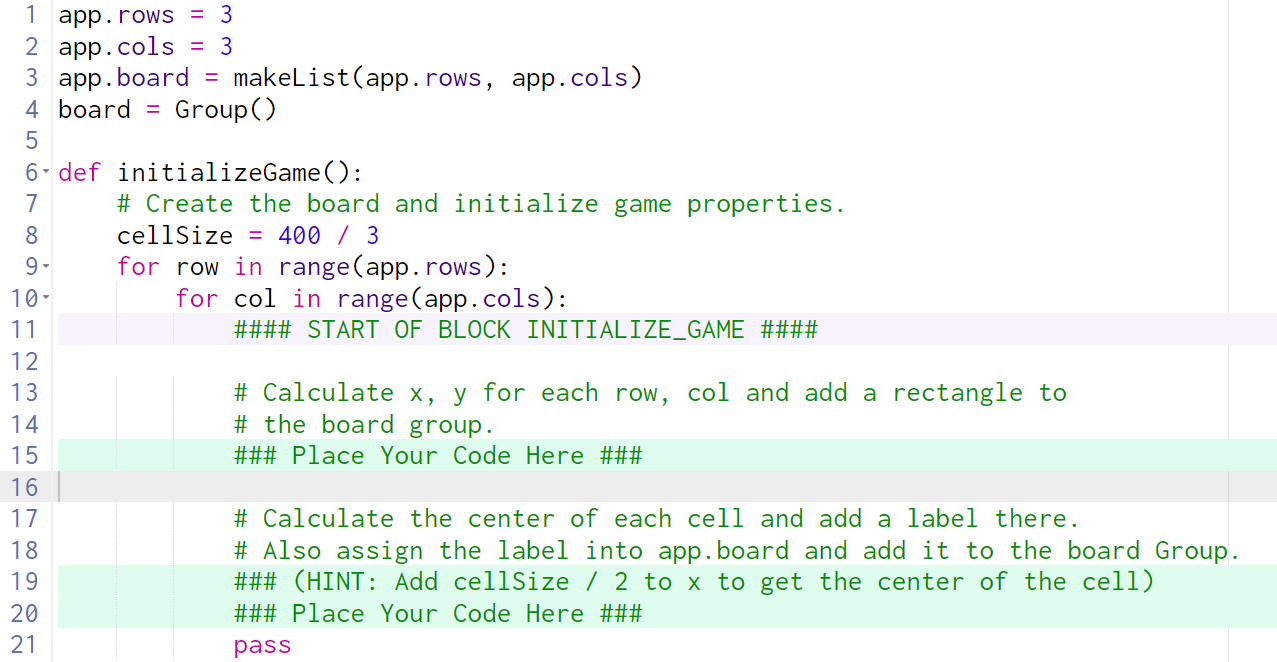 1 app.rows = 3
2 app.cols = 3
3 app.board = makeList(app.rows, app.cols)
4 board = Group()
5
6 def initializeGame():
7     # Create the board and initialize game properties.
8     cellSize = 400 / 3
9     for row in range(app.rows):
10         for col in range(app.cols):
11             #### START OF BLOCK INITIALIZE_GAME ####
12
13             # Calculate x, y for each row, col and add a rectangle to
14             # the board group.
15             ### Place Your Code Here ###
16
17             # Calculate the center of each cell and add a label there.
18             # Also assign the label into app.board and add it to the board Group.
19             ### (HINT: Add cellSize / 2 to x to get the center of the cell)
20             ### Place Your Code Here ###
21             pass